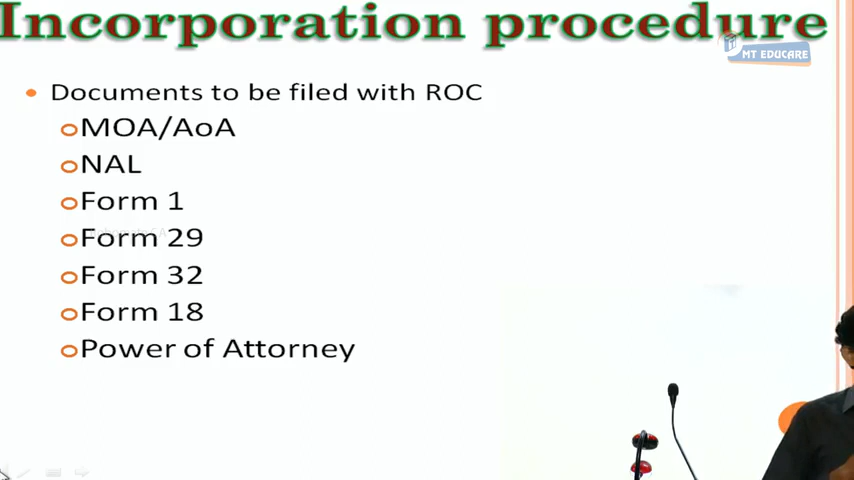 Incorporation procedure
MT EDUCARE
Documents to be filed with ROC
MOA/AoA
NAL
Form 1
Form 29
Form 32
Form 18
Power of Attorney